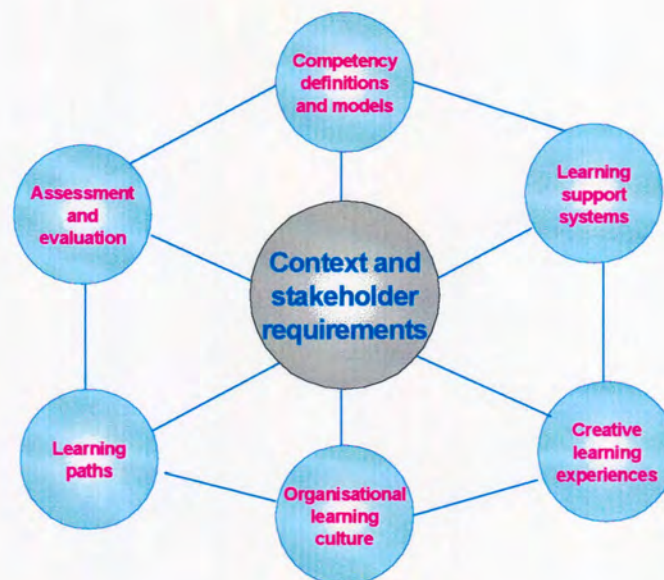 Competency
definitions
and models
Assessment
and
evaluation
Learning
support
systems
Context and
stakeholder
requirements
Learning
paths
Creative
learning
experiences
Organisational
learning
culture